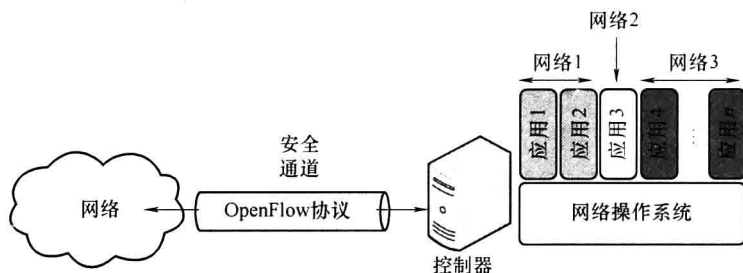 网络2
网络1
网络3
应用1
应用2
应用3
应用4
……
应用n
安全
通道
网络
OpenFlow协议
网络操作系统
控制器